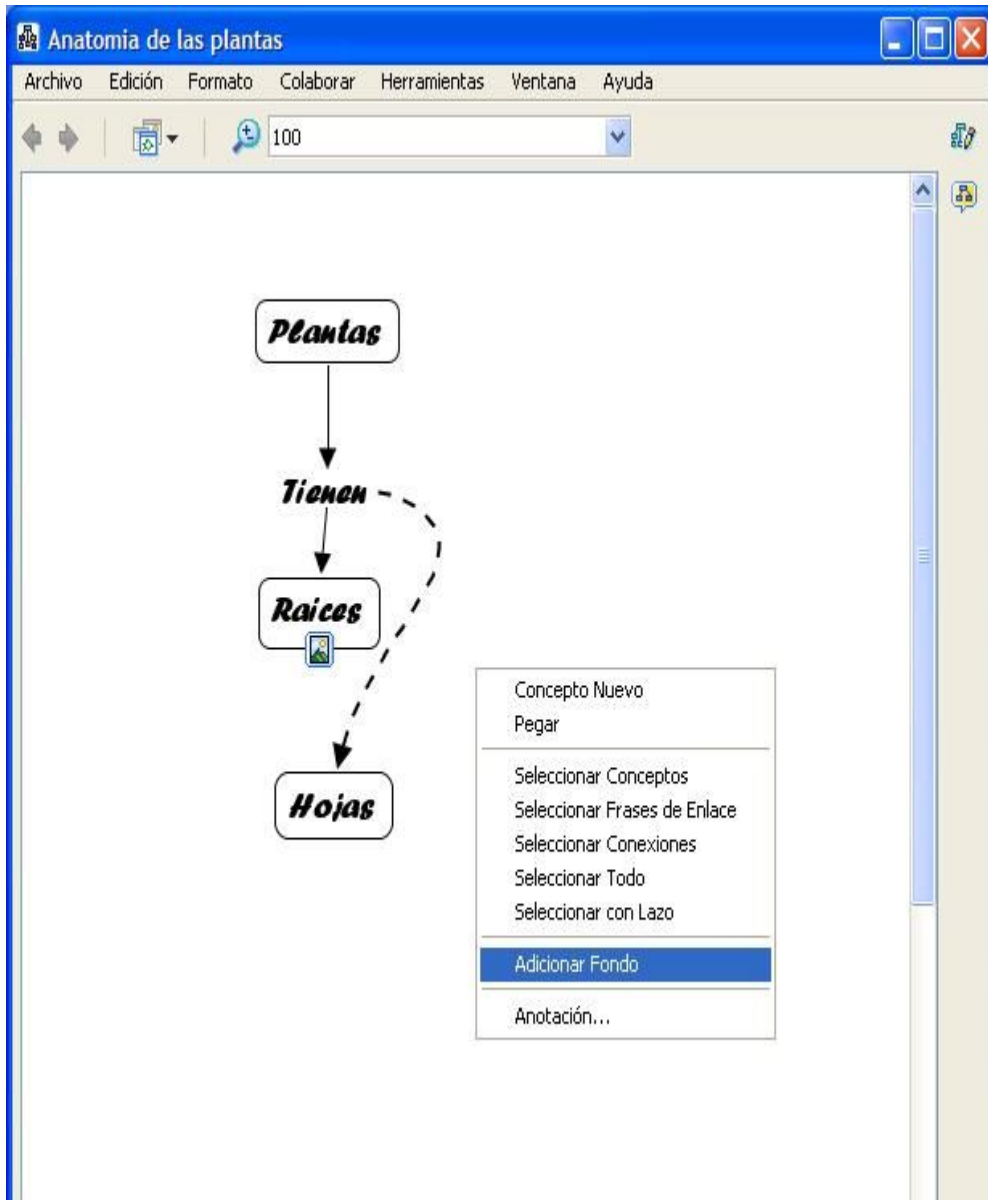 Anatomia de las plantas
Archivo Edición Formato Colaborar Herramientas Ventana Ayuda
100
Plantas
Tienen
Raices
Hojas
Concepto Nuevo
Pegar
Seleccionar Conceptos
Seleccionar Frases de Enlace
Seleccionar Conexiones
Seleccionar Todo
Seleccionar con Lazo
Adicionar Fondo
Anotación...